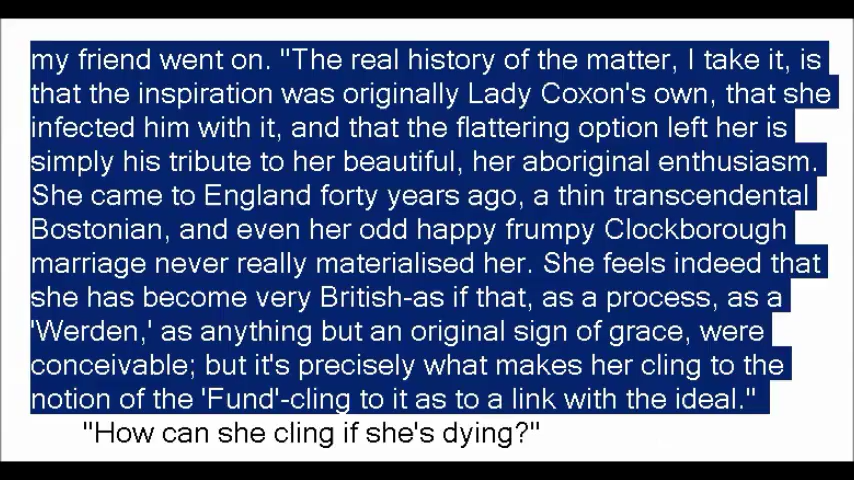 my friend went on. "The real history of the matter, I take it, is
that the inspiration was originally Lady Coxon's own, that she
infected him with it, and that the flattering option left her is
simply his tribute to her beautiful, her aboriginal enthusiasm.
She came to England forty years ago, a thin transcendental
Bostonian, and even her odd happy frumpy Clockborough
marriage never really materialised her. She feels indeed that
she has become very British-as if that, as a process, as a
'Werden,' as anything but an original sign of grace, were
conceivable; but it's precisely what makes her cling to the
notion of the 'Fund'-cling to it as to a link with the ideal."
"How can she cling if she's dying?"